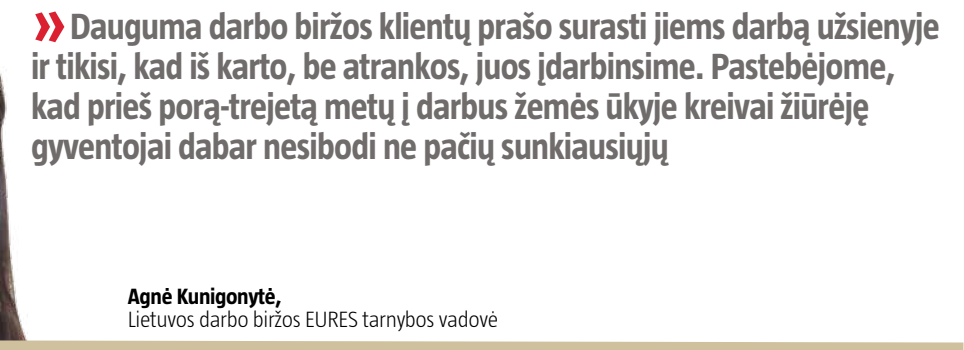 » Dauguma darbo biržos klientų prašo surasti jiems darbą užsienyje
ir tikisi, kad iš karto, be atrankos, juos įdarbinsime. Pastebėjome,
kad prieš porą-trejetą metų į darbus žemės ūkyje kreivai žiūrėję
gyventojai dabar nesibodi ne pačių sunkiausiųjų
Agnė Kunigonytė,
Lietuvos darbo biržos EURES tarnybos vadovė